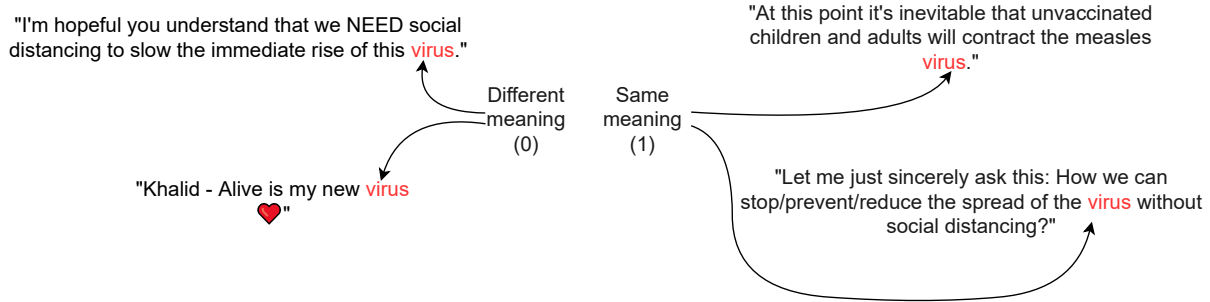 "I'm hopeful you understand that we NEED social
distancing to slow the immediate rise of this virus."
"At this point it's inevitable that unvaccinated
children and adults will contract the measles
virus."
Different
meaning
(0)
Same
meaning
(1)
"Khalid - Alive is my new virus
❤️"
"Let me just sincerely ask this: How we can
stop/prevent/reduce the spread of the virus without
social distancing?"